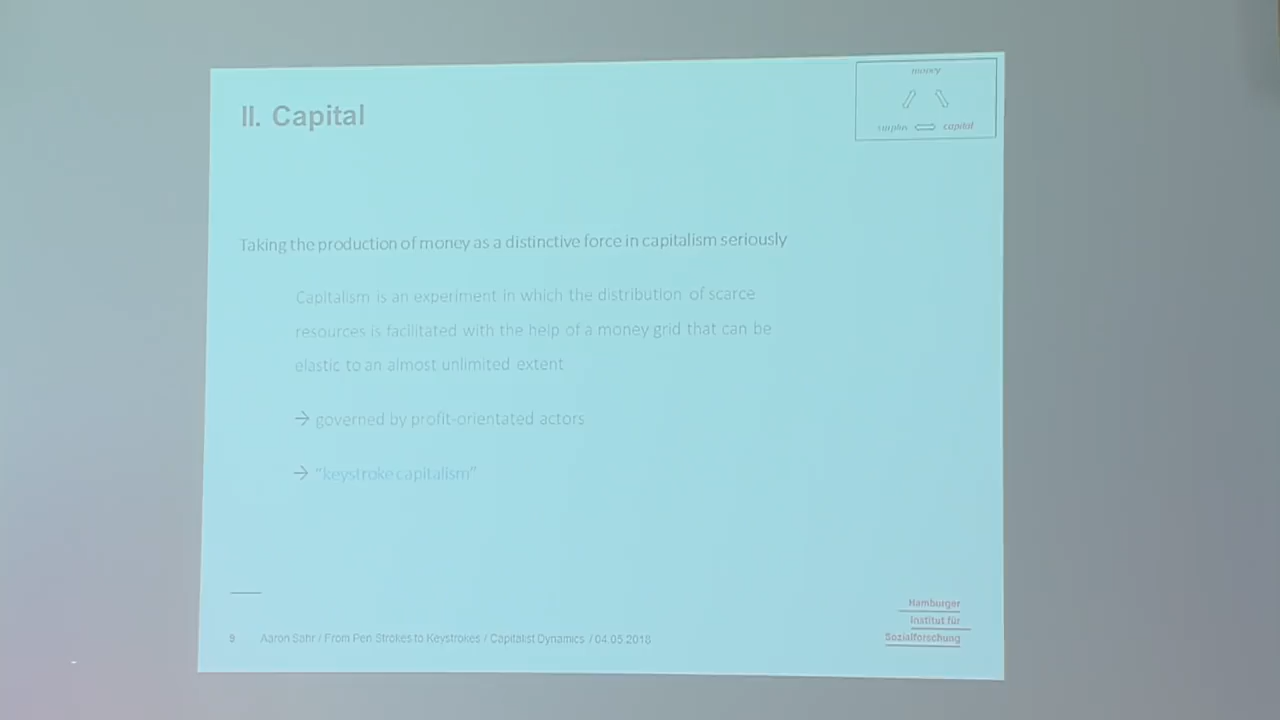 II. Capital
money
surplus capital
Taking the production of money as a distinctive force in capitalism seriously
Capitalism is an experiment in which the distribution of scarce
resources is facilitated with the help of a money grid that can be
elastic to an almost unlimited extent
→ governed by profit-orientated actors
→ "keystroke capitalism"
9 Aaron Sahr / From Pen Strokes to Keystrokes / Capitalist Dynamics / 04.05.2018
Hamburger
Institut für
Sozialforschung